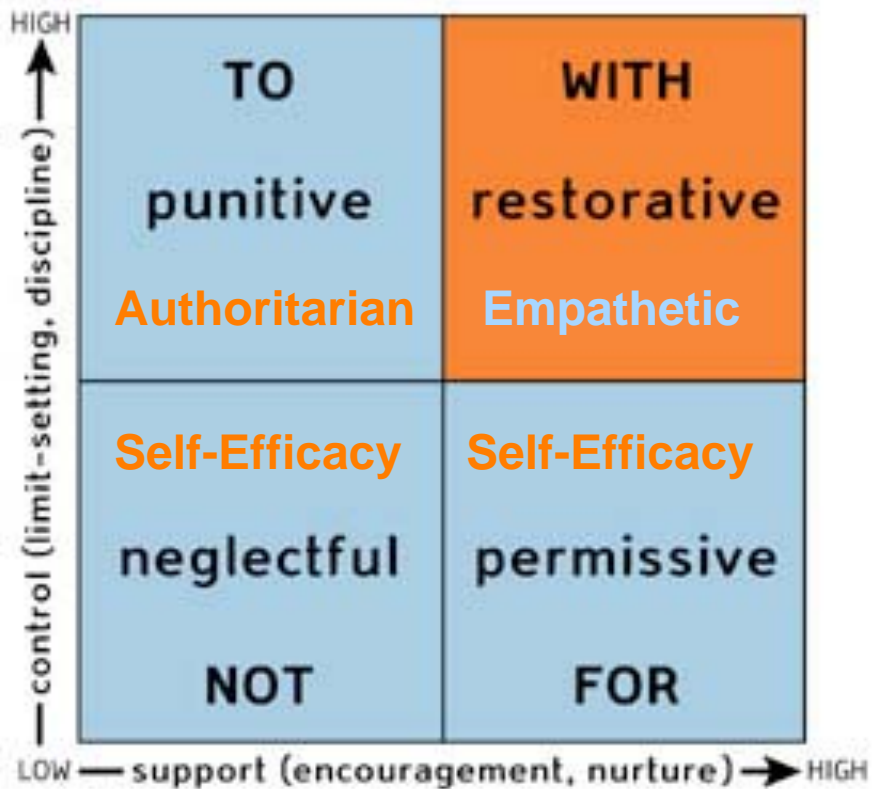 HIGH
control (limit-setting, discipline)
TO
punitive
Authoritarian
WITH
restorative
Empathetic
Self-Efficacy
neglectful
NOT
Self-Efficacy
permissive
FOR
LOW
support (encouragement, nurture)
HIGH